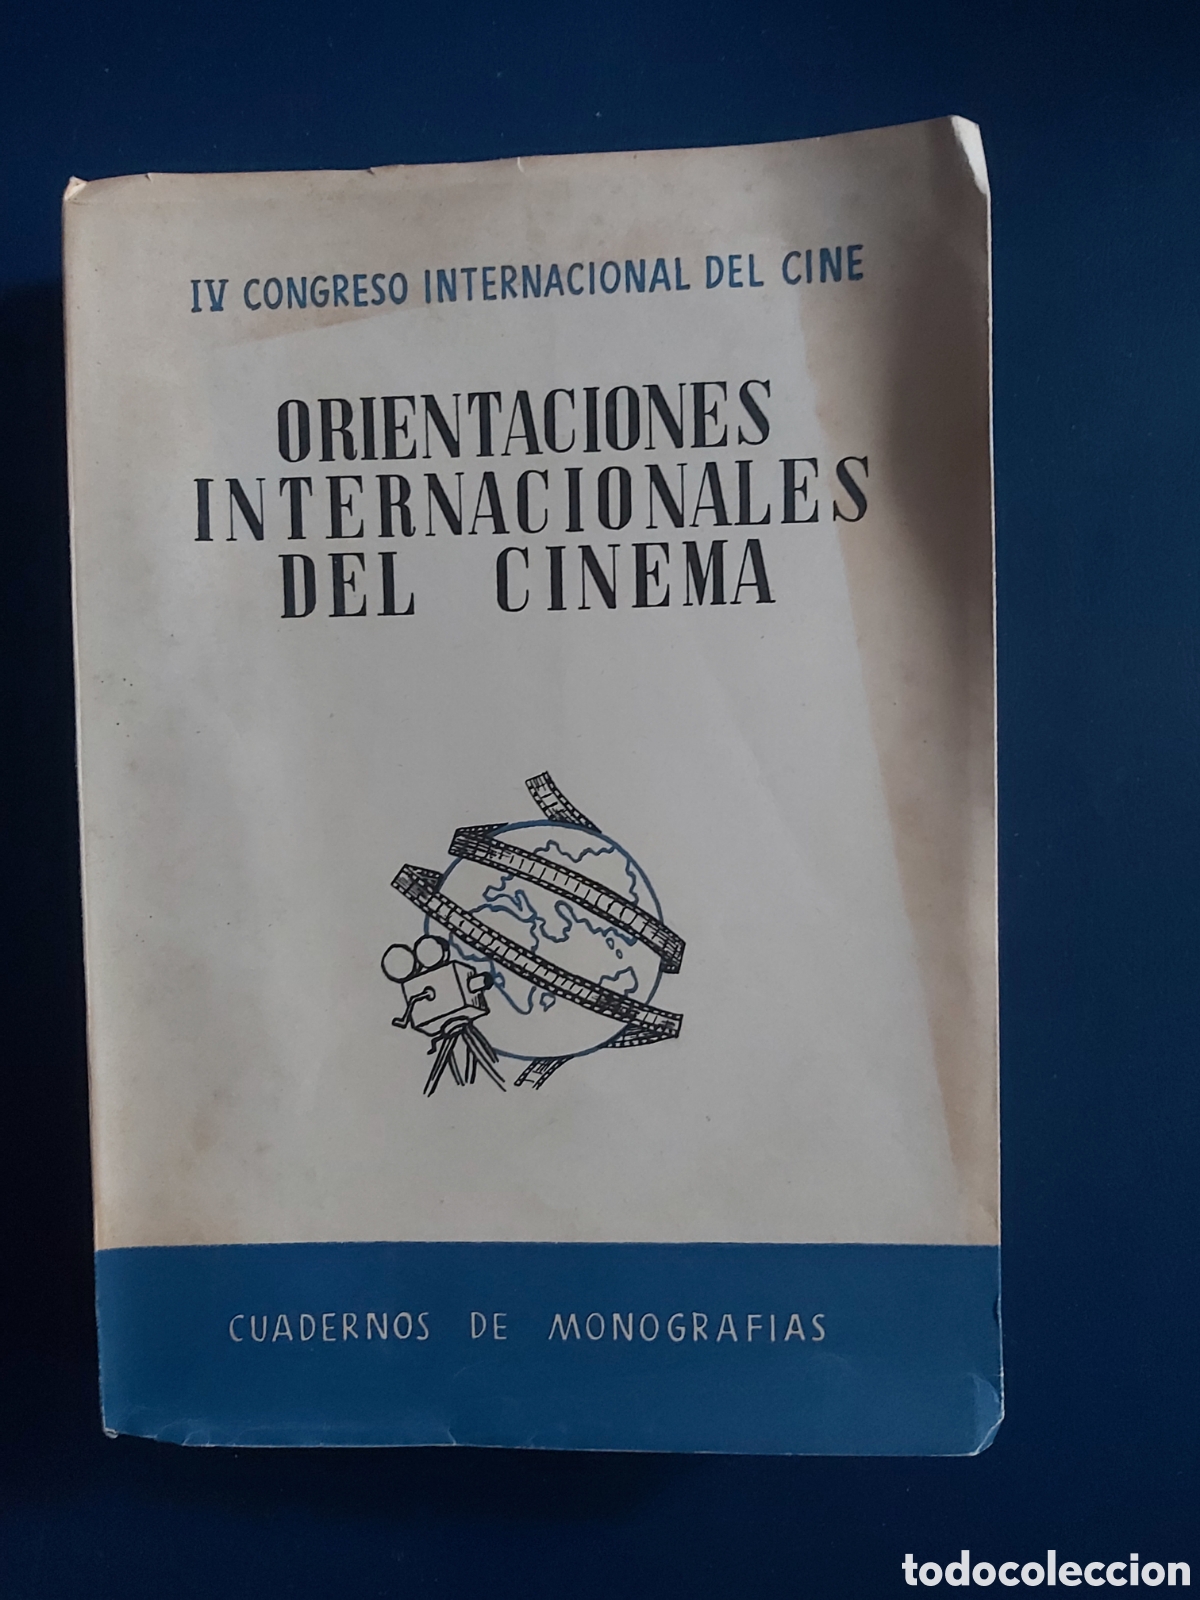 IV CONGRESO INTERNACIONAL DEL CINE
ORIENTACIONES
INTERNACIONALES
DEL CINEMA
CUADERNOS DE MONOGRAFIAS
todocoleccion